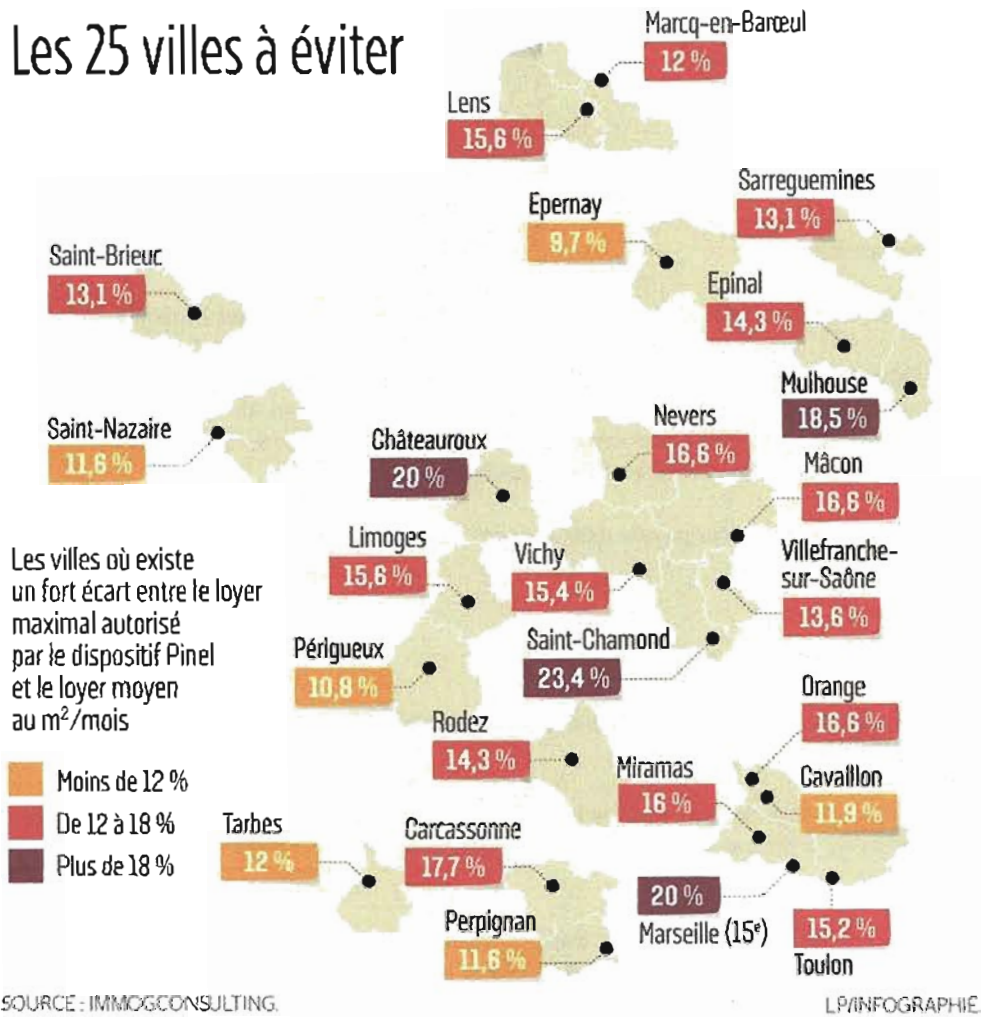 Les 25 villes à éviter
Marcq-en-Barœul
12 %
Lens
15,6 %
Sarreguemines
13,1 %
Epernay
9,7 %
Saint-Brieuc
13,1 %
Epinal
14,3 %
Mulhouse
18,5 %
Saint-Nazaire
11,6 %
Châteauroux
20 %
Nevers
16,6 %
Mâcon
16,6 %
Limoges
15,6 %
Vichy
15,4 %
Villefranche-
sur-Saône
13,6 %
Les villes où existe
un fort écart entre le loyer
maximal autorisé
par le dispositif Pinel
et le loyer moyen
au m²/mois
Périgueux
10,8 %
Saint-Chamond
23,4 %
Orange
16,6 %
Rodez
14,3 %
Miramas
16 %
Cavaillon
11,9 %
Moins de 12 %
De 12 à 18 %
Plus de 18 %
Tarbes
12 %
Carcassonne
17,7 %
20 %
Marseille (15e)
15,2 %
Toulon
Perpignan
11,6 %
SOURCE : IMMOGCONSULTING.
LP/INFOGRAPHIE.